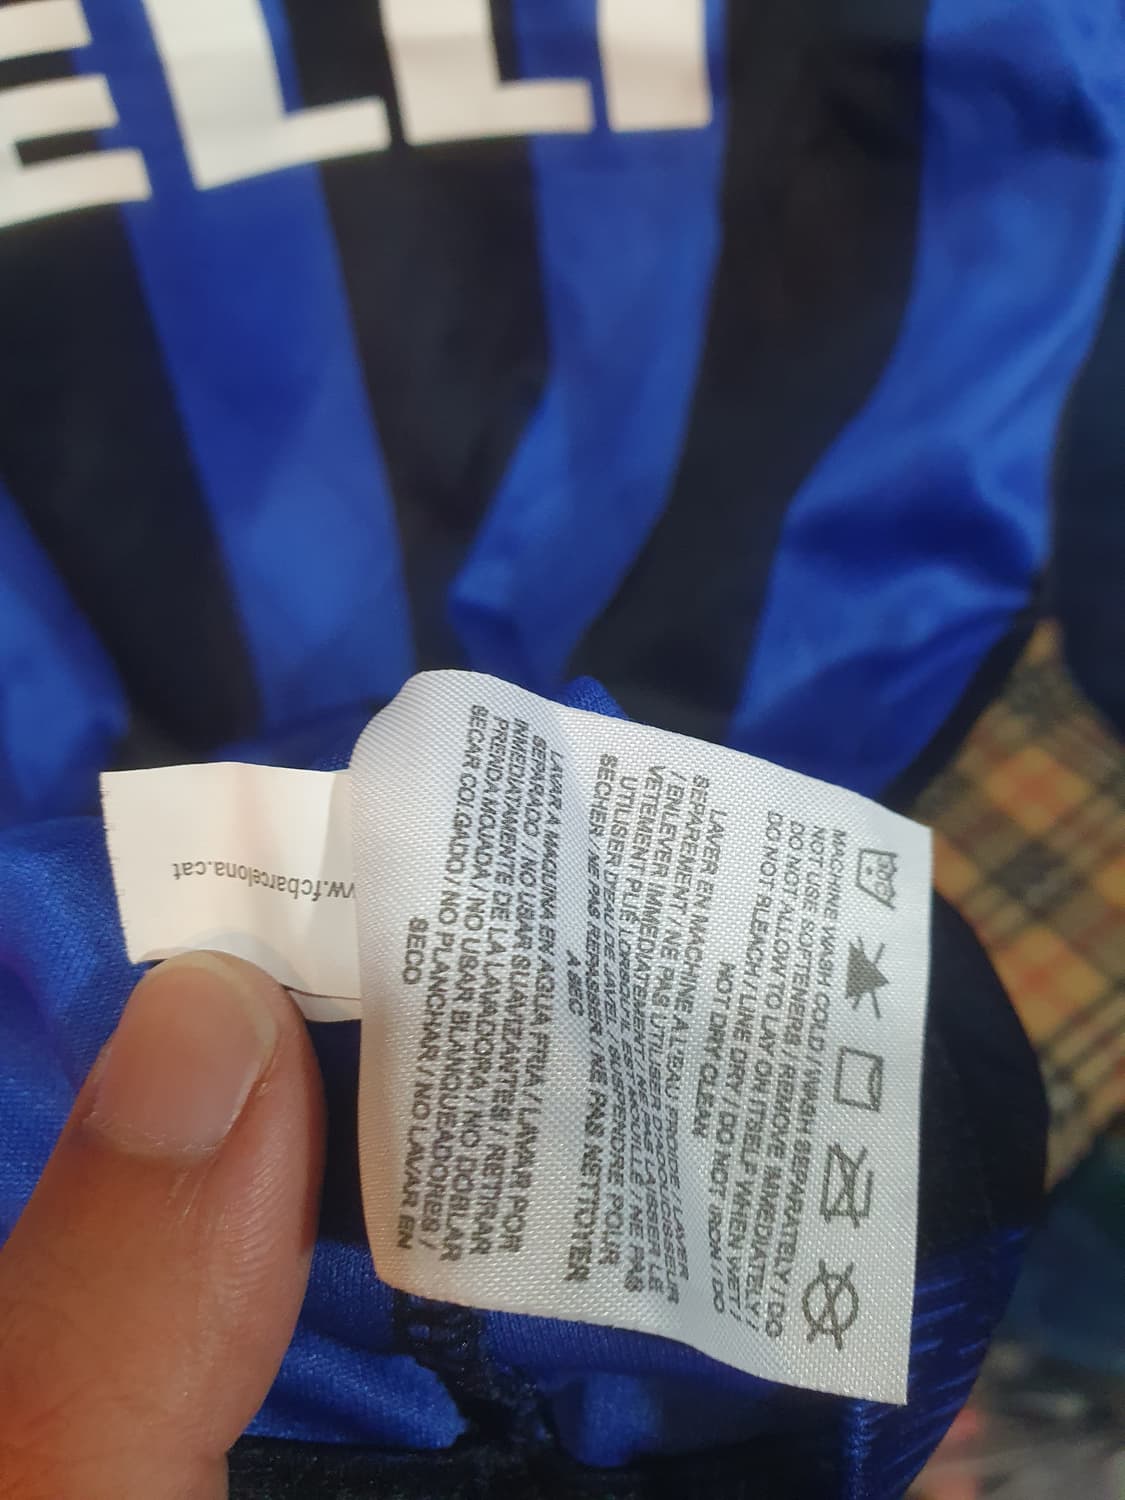 ELLI
www.fcbarcelona.cat
MACHINE WASH COLD / WASH SEPARATELY / DO
NOT USE SOFTENERS / REMOVE IMMEDIATELY /
DO NOT ALLOW TO LAY ON ITSELF WHEN WET /
DO NOT BLEACH / LINE DRY / DO NOT IRON / DO
NOT DRY CLEAN
LAVER EN MACHINE A L'EAU FROIDE / LAVER
SEPAREMENT / NE PAS UTILISER D'ADOUCISSEUR
/ ENLEVER IMMEDIATEMENT / NE PAS LAISSER LE
VETEMENT PLIE LORSQU'IL EST MOUILLE / NE PAS
UTLISER D'EAU DE JAVEL / SUSPENDRE POUR
SECHER / NE PAS REPASSER / NE PAS NETTOYER
A SEC
LAVAR A MAQUINA EN AGUA FRIA / LAVAR POR
SEPARADO / NO USAR SUAVIZANTES / RETIRAR
INMEDIATAMENTE DE LA LAVADORA / NO DOBLAR
PRENDA MOJADA / NO USAR BLANQUEADORES /
SECAR COLGADO / NO PLANCHAR / NO LAVAR EN
SECO